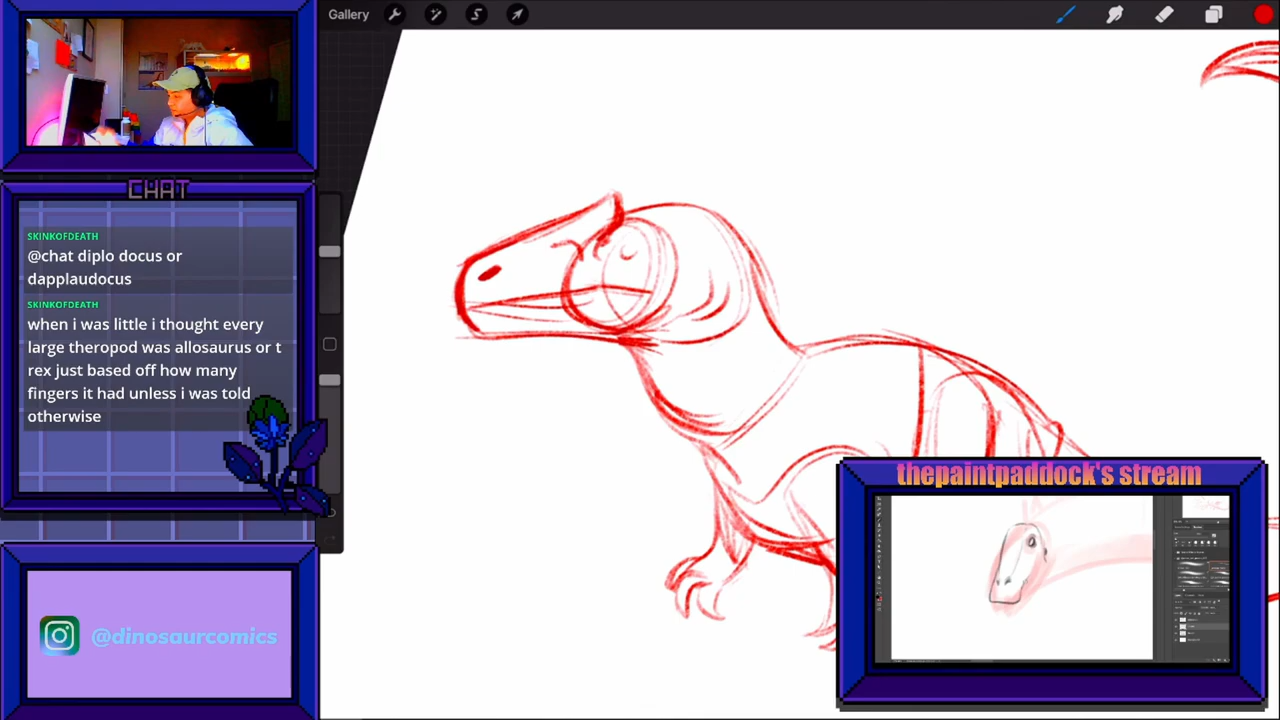 Gallery
CHAT
SKINKOFDEATH
@chat diplo docus or
dapplaudocus
SKINKOFDEATH
when i was little i thought every
large theropod was allosaurus or t
rex just based off how many
fingers it had unless i was told
otherwise
thepaintpaddock's stream
@dinosaurcomics